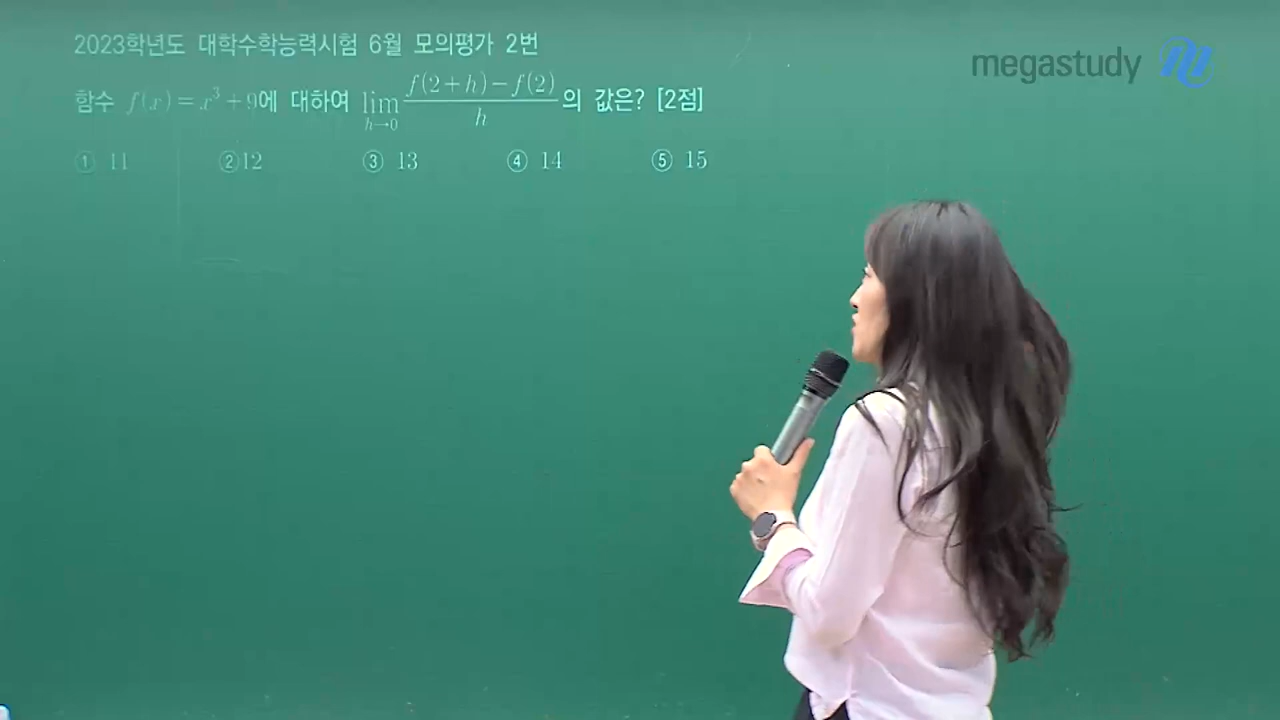 2023학년도 대학수학능력시험 6월 모의평가 2번
megastudy
함수 f(x)=x³+9에 대하여 lim h→0 f(2+h)−f(2)/h 의 값은? [2점]
① 11 ② 12 ③ 13 ④ 14 ⑤ 15